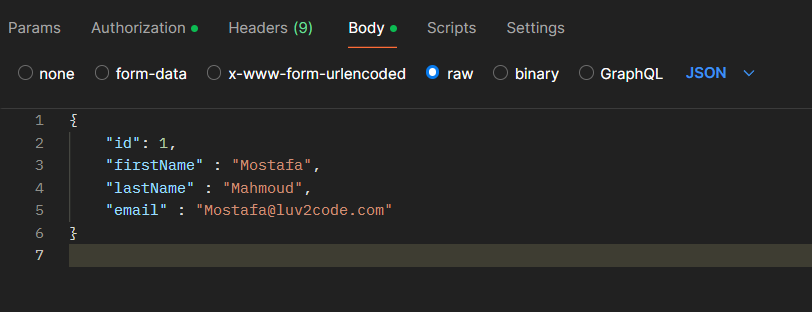 Params Authorization Headers (9) Body Scripts Settings
none form-data x-www-form-urlencoded raw binary GraphQL JSON
1 {
2 "id": 1,
3 "firstName" : "Mostafa",
4 "lastName" : "Mahmoud",
5 "email" : "Mostafa@luv2code.com"
6 }
7